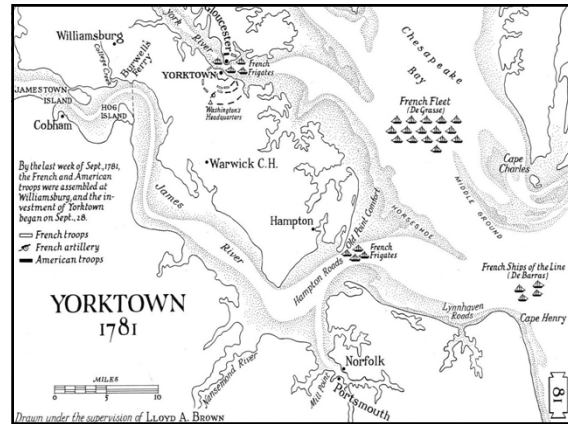 Williamsburg
College Creek
Burwell's
Ferry
York
River
Gloucester
YORKTOWN
French
Frigates
Washington's
Headquarters
Chesapeake
Bay
French Fleet
(De Grasse)
JAMESTOWN
ISLAND
HOG
ISLAND
Cobham
Cape
Charles
MIDDLE GROUND
By the last week of Sept., 1781,
the French and American
troops were assembled at
Williamsburg, and the in-
vestment of Yorktown
began on Sept., 28.
French troops
French artillery
American troops
Warwick C.H.
James
River
Hampton
Old Point Comfort
HORSESHOE
French
Frigates
Hampton Roads
French Ships of the Line
(De Barras)
Lynnhaven
Roads
Cape Henry
YORKTOWN
1781
MILES
0 5 10
Nansemond River
Mill Point
Norfolk
Portsmouth
81
Drawn under the supervision of LLOYD A. BROWN